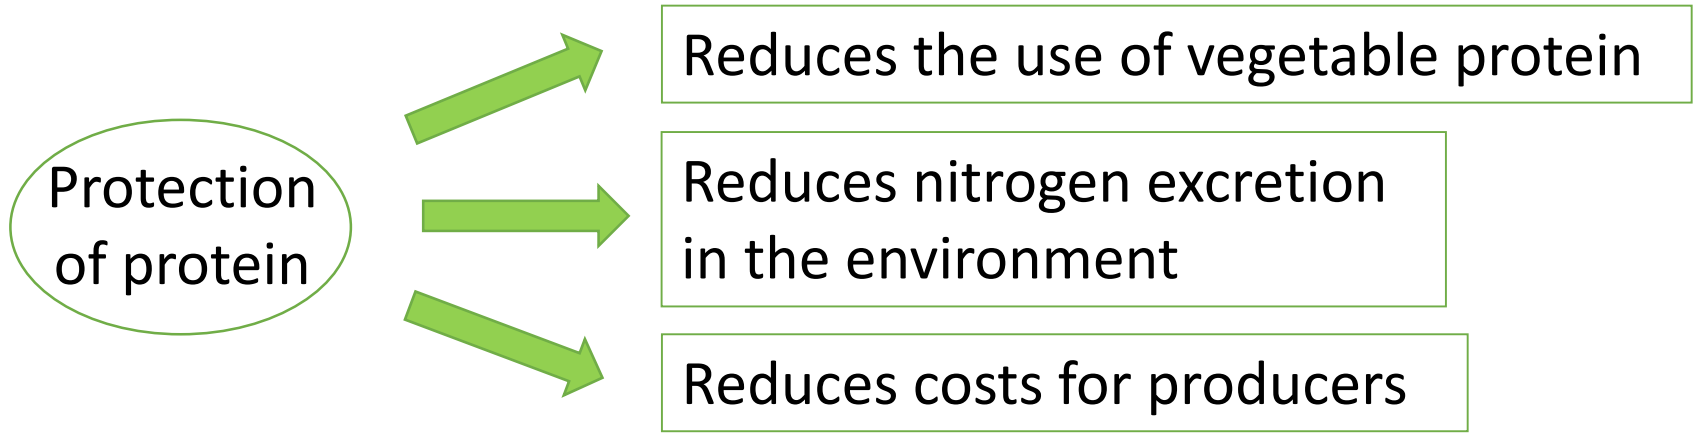 Protection
of protein
Reduces the use of vegetable protein
Reduces nitrogen excretion
in the environment
Reduces costs for producers